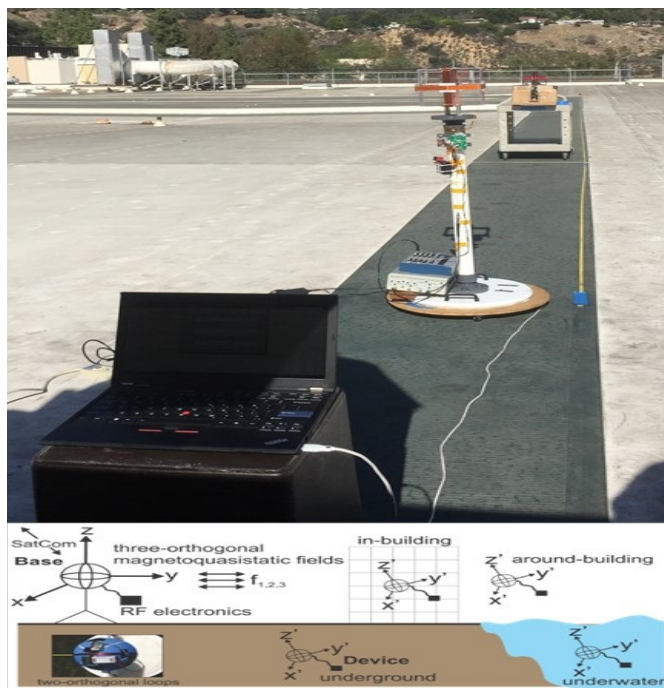 SatCom
Base
z
y
x
three-orthogonal
magnetoquasistatic fields
f1,2,3
RF electronics
in-building
z'
y'
x'
around-building
z'
y'
x'
two-orthogonal loops
z'
y'
x'
Device
underground
z'
y'
x'
underwater
ThinkPad